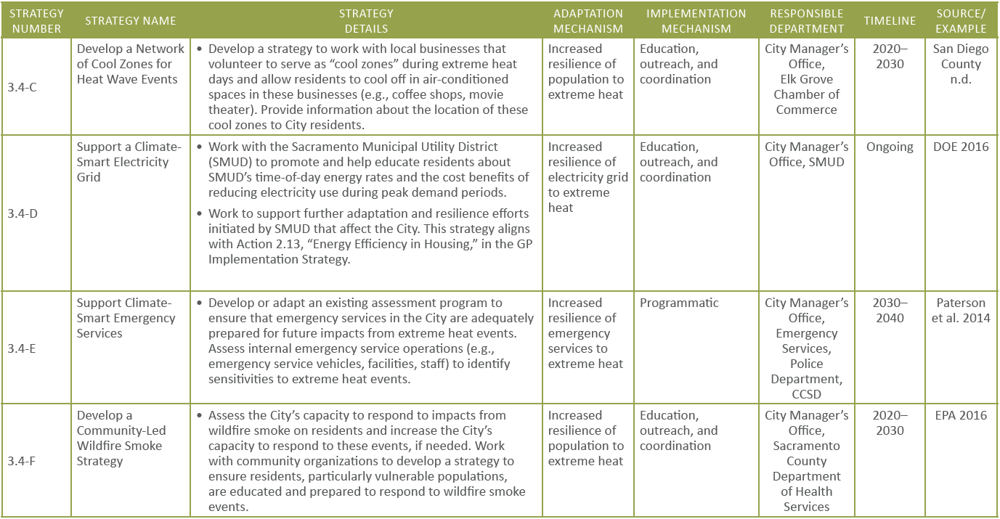 STRATEGY NUMBER
STRATEGY NAME
STRATEGY DETAILS
ADAPTATION MECHANISM
IMPLEMENTATION MECHANISM
RESPONSIBLE DEPARTMENT
TIMELINE
SOURCE/ EXAMPLE
3.4-C
Develop a Network
of Cool Zones for
Heat Wave Events
• Develop a strategy to work with local businesses that
volunteer to serve as “cool zones” during extreme heat
days and allow residents to cool off in air-conditioned
spaces in these businesses (e.g., coffee shops, movie
theater). Provide information about the location of these
cool zones to City residents.
Increased
resilience of
population to
extreme heat
Education,
outreach, and
coordination
City Manager’s
Office,
Elk Grove
Chamber of
Commerce
2020–
2030
San Diego
County
n.d.
3.4-D
Support a Climate-
Smart Electricity
Grid
• Work with the Sacramento Municipal Utility District
(SMUD) to promote and help educate residents about
SMUD’s time-of-day energy rates and the cost benefits of
reducing electricity use during peak demand periods.
• Work to support further adaptation and resilience efforts
initiated by SMUD that affect the City. This strategy aligns
with Action 2.13, “Energy Efficiency in Housing,” in the GP
Implementation Strategy.
Increased
resilience of
electricity grid
to extreme
heat
Education,
outreach, and
coordination
City Manager’s
Office, SMUD
Ongoing
DOE 2016
3.4-E
Support Climate-
Smart Emergency
Services
• Develop or adapt an existing assessment program to
ensure that emergency services in the City are adequately
prepared for future impacts from extreme heat events.
Assess internal emergency service operations (e.g.,
emergency service vehicles, facilities, staff) to identify
sensitivities to extreme heat events.
Increased
resilience of
emergency
services to
extreme heat
Programmatic
City Manager’s
Office,
Emergency
Services,
Police
Department,
CCSD
2030–
2040
Paterson
et al. 2014
3.4-F
Develop a
Community-Led
Wildfire Smoke
Strategy
• Assess the City’s capacity to respond to impacts from
wildfire smoke on residents and increase the City’s
capacity to respond to these events, if needed. Work
with community organizations to develop a strategy to
ensure residents, particularly vulnerable populations,
are educated and prepared to respond to wildfire smoke
events.
Increased
resilience of
population to
extreme heat
Education,
outreach, and
coordination
City Manager’s
Office,
Sacramento
County
Department
of Health
Services
2020–
2030
EPA 2016